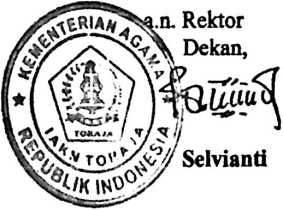 a.n. Rektor
Dekan,
KEMENTERIAN AGAMA
TORAJA
IAKN TORAJA
REPUBLIK INDONESIA
Selvianti